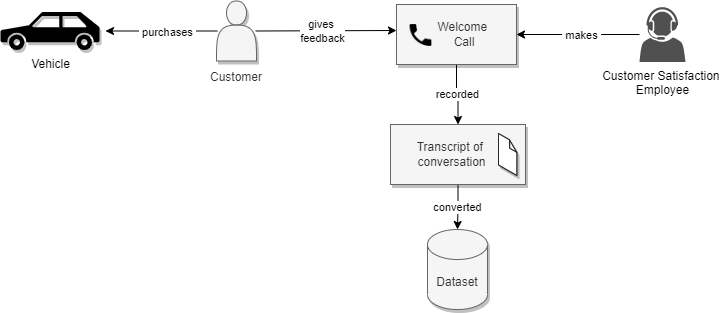 purchases
gives
feedback
Welcome
Call
makes
Vehicle
Customer
Customer Satisfaction
Employee
recorded
Transcript of
conversation
converted
Dataset